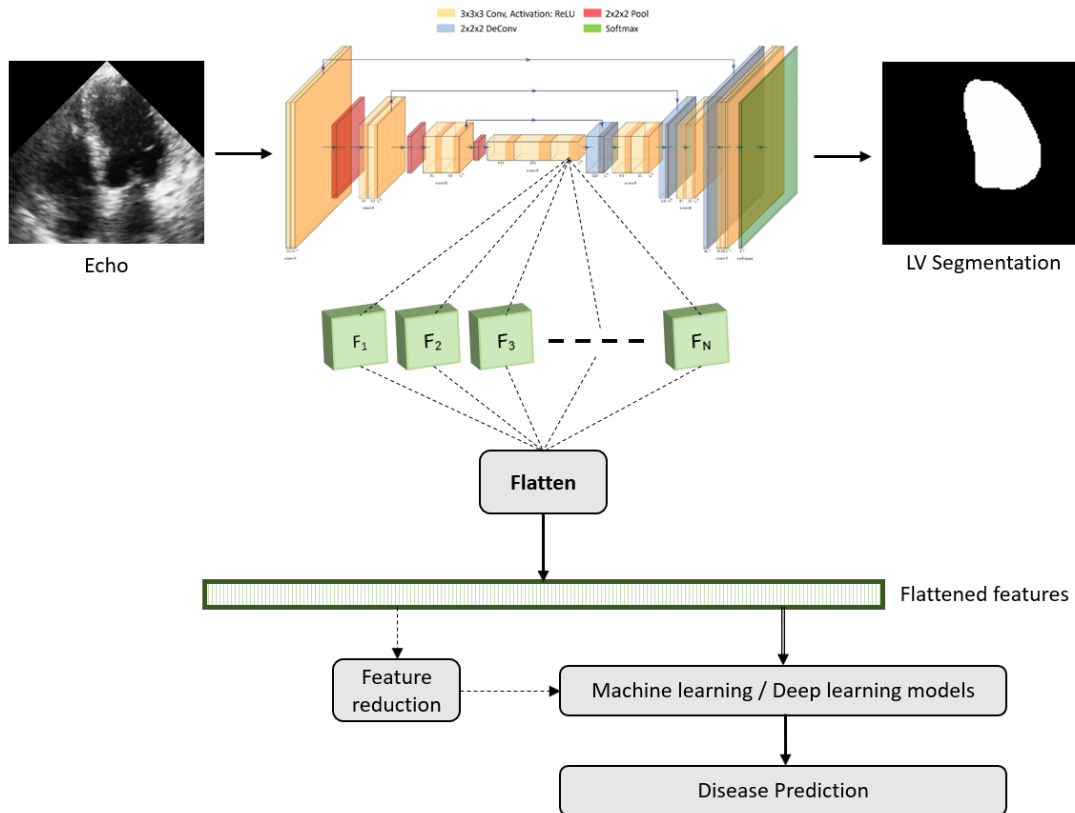 3x3x3 Conv, Activation: ReLU
2x2x2 Pool
2x2x2 DeConv
Softmax
Echo
LV Segmentation
F₁
F₂
F₃
F_N
Flatten
Flattened features
Feature
reduction
Machine learning / Deep learning models
Disease Prediction